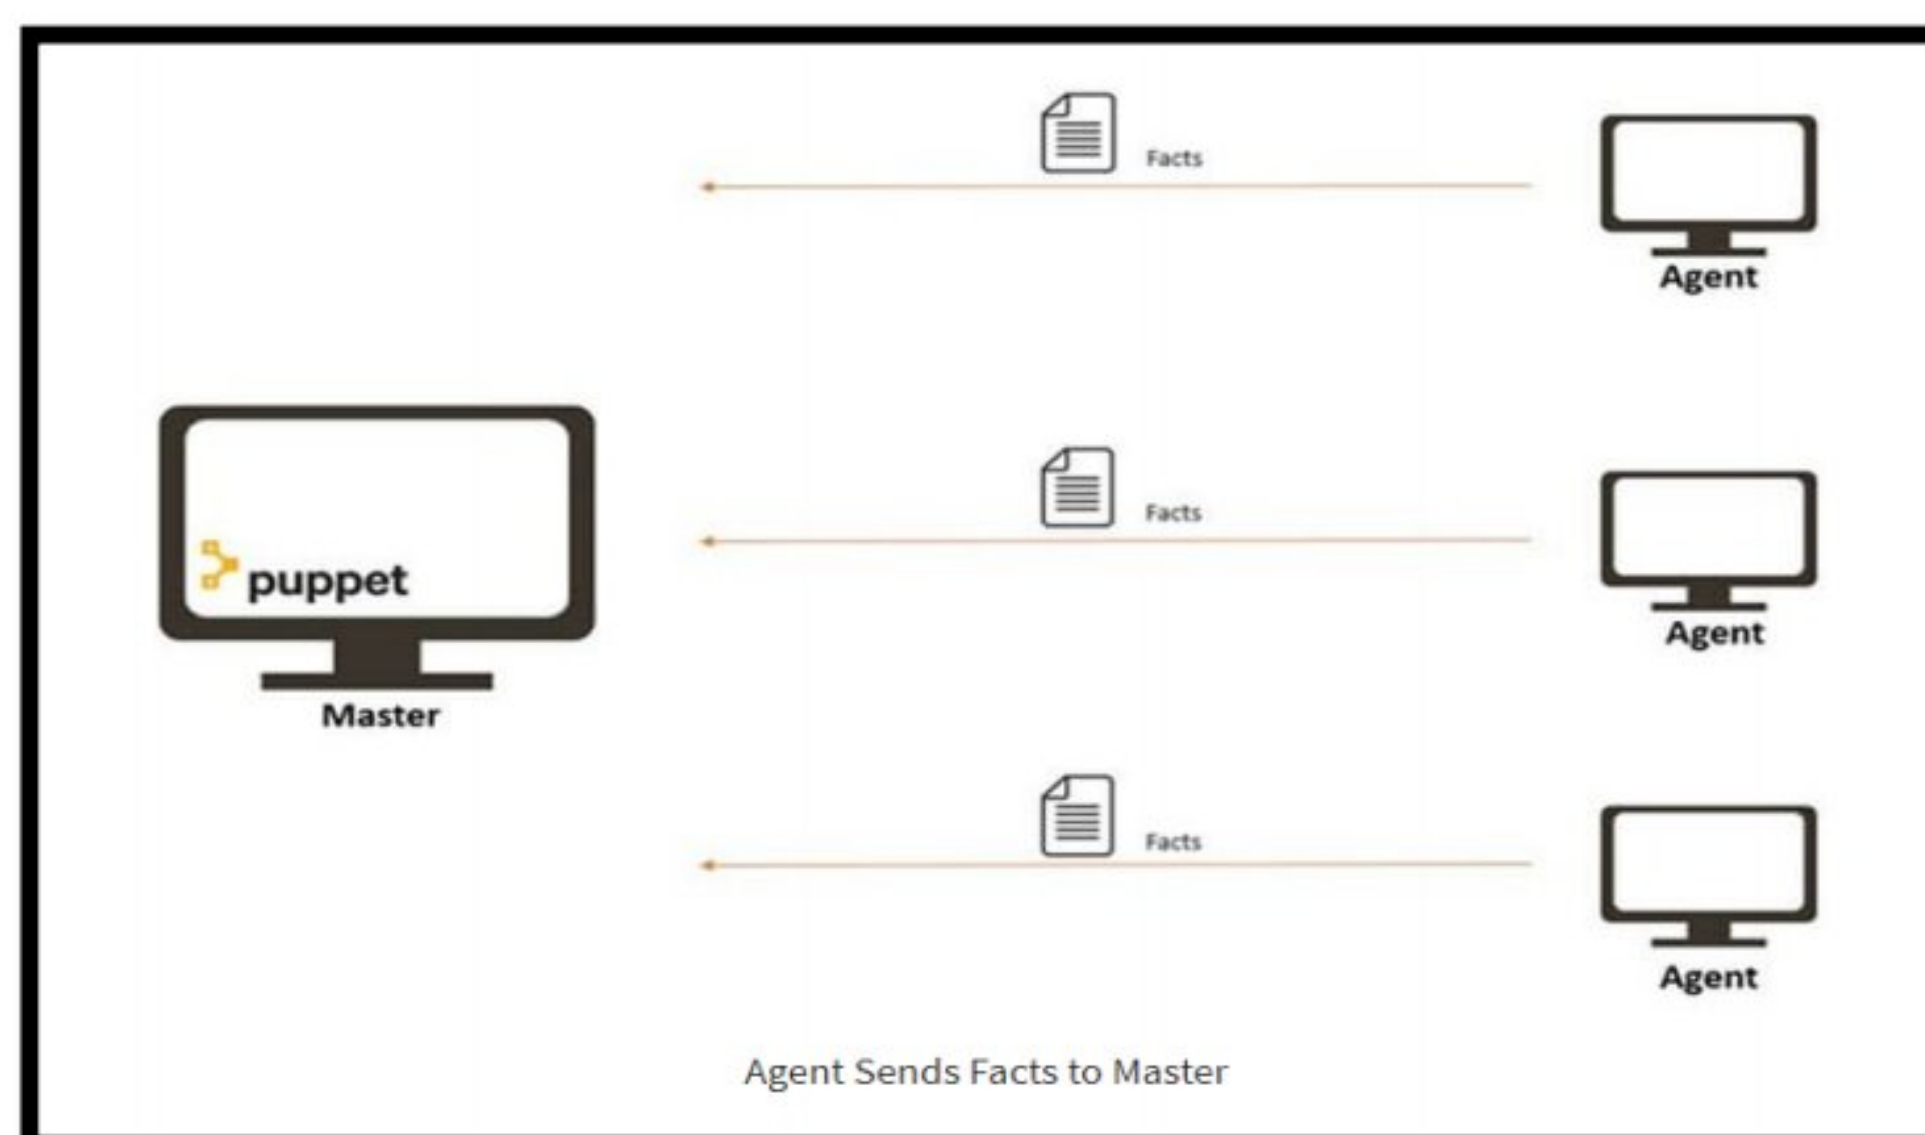 Facts
Agent
Facts
puppet
Agent
Master
Facts
Agent
Agent Sends Facts to Master